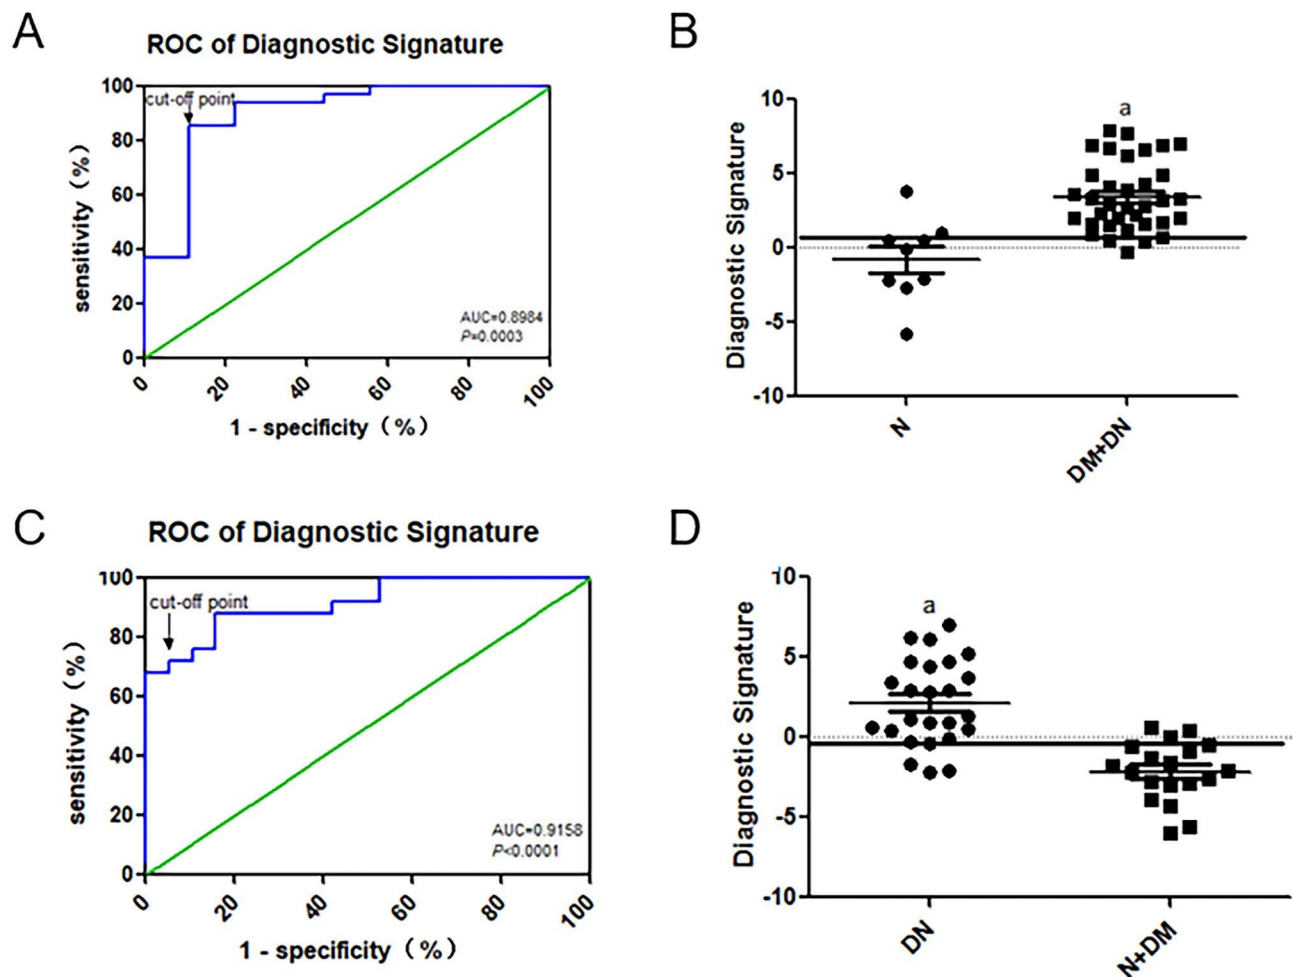 A
ROC of Diagnostic Signature
100
80
60
40
20
0
sensitivity (%)
cut-off point
AUC=0.8984
P=0.0003
0 20 40 60 80 100
1 - specificity (%)
B
a
10
5
0
-5
-10
Diagnostic Signature
N DM+DN
C
ROC of Diagnostic Signature
100
80
60
40
20
0
sensitivity (%)
cut-off point
AUC=0.9158
P<0.0001
0 20 40 60 80 100
1 - specificity (%)
D
a
10
5
0
-5
-10
Diagnostic Signature
DN N+DM